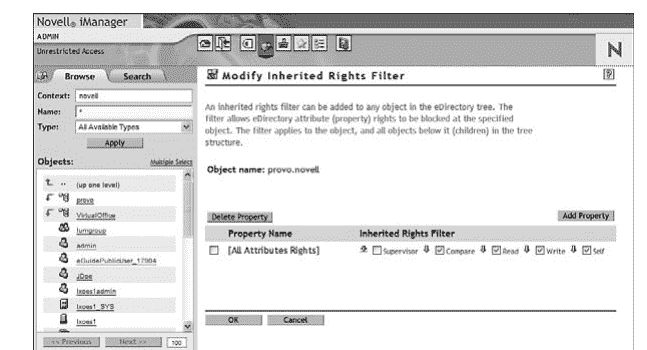 Novell® iManager
ADMIN
Unrestricted Access
N
Browse
Search
Context: novell
Name: *
Type: All Available Types
Apply
Objects:
Multiple Select
.. (up one level)
provo
VirtualOffice
lumgroup
admin
eGuidePublicUser_17904
JDoe
lxoes1admin
lxoes1_SYS
lxoes1
<< Previous
Next >>
100
Modify Inherited Rights Filter
?
An inherited rights filter can be added to any object in the eDirectory tree. The
filter allows eDirectory attribute (property) rights to be blocked at the specified
object. The filter applies to the object, and all objects below it (children) in the tree
structure.
Object name: provo.novell
Delete Property
Add Property
Property Name
Inherited Rights Filter
[All Attributes Rights]
Supervisor
Compare
Read
Write
Self
OK
Cancel